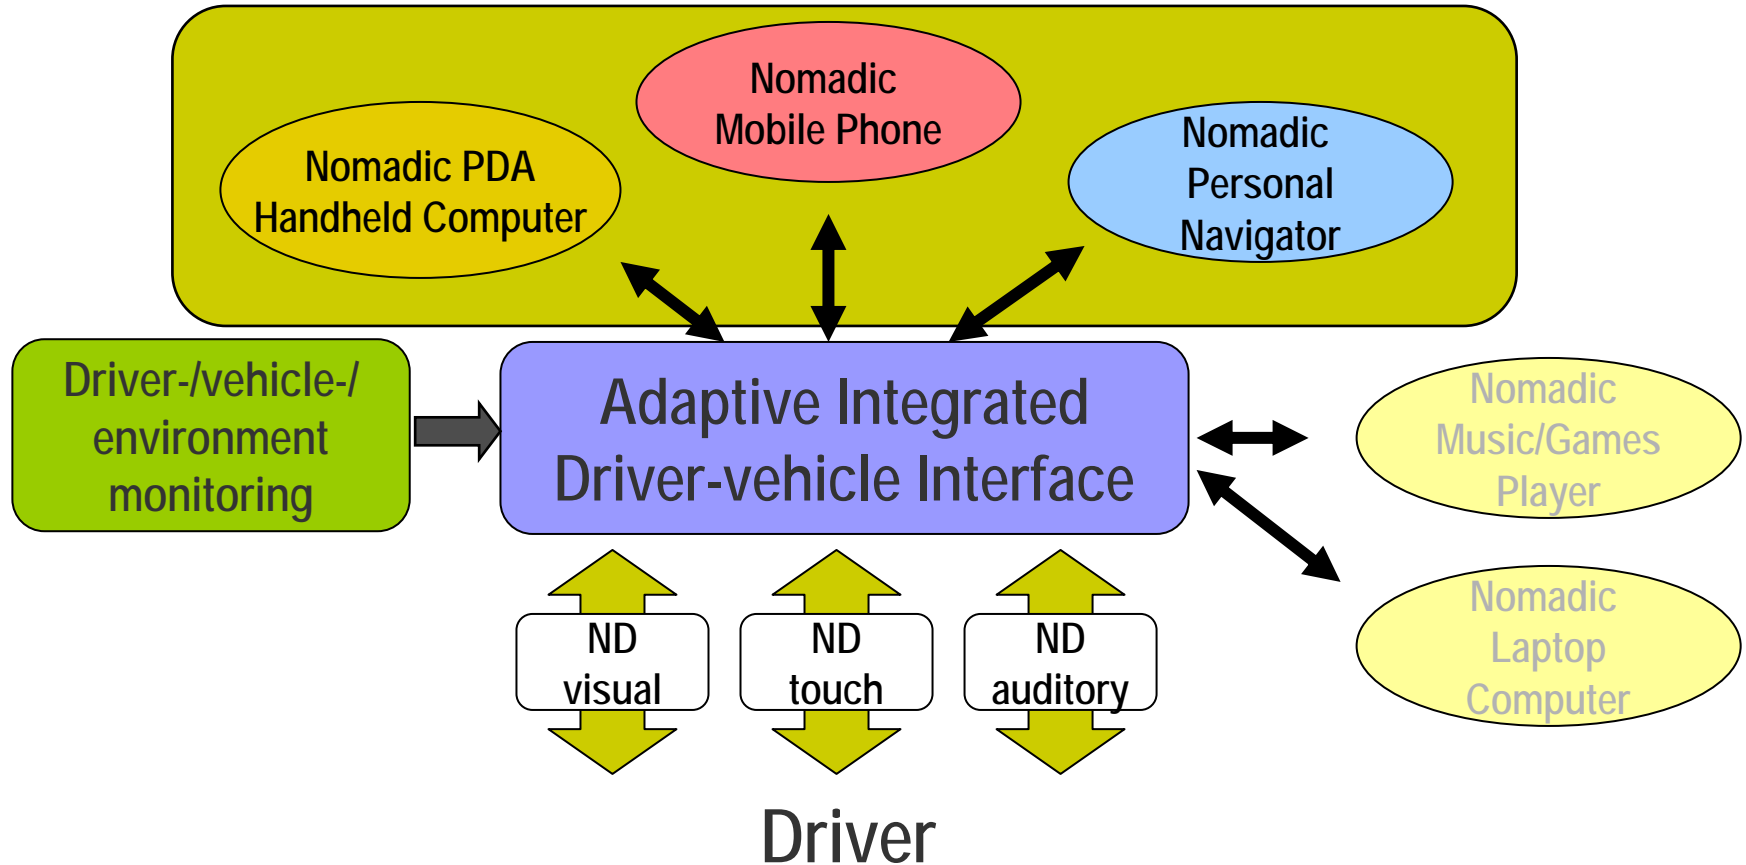 Nomadic
Mobile Phone
Nomadic PDA
Handheld Computer
Nomadic
Personal
Navigator
Driver-/vehicle-/
environment
monitoring
Adaptive Integrated
Driver-vehicle Interface
Nomadic
Music/Games
Player
Nomadic
Laptop
Computer
ND
visual
ND
touch
ND
auditory
Driver